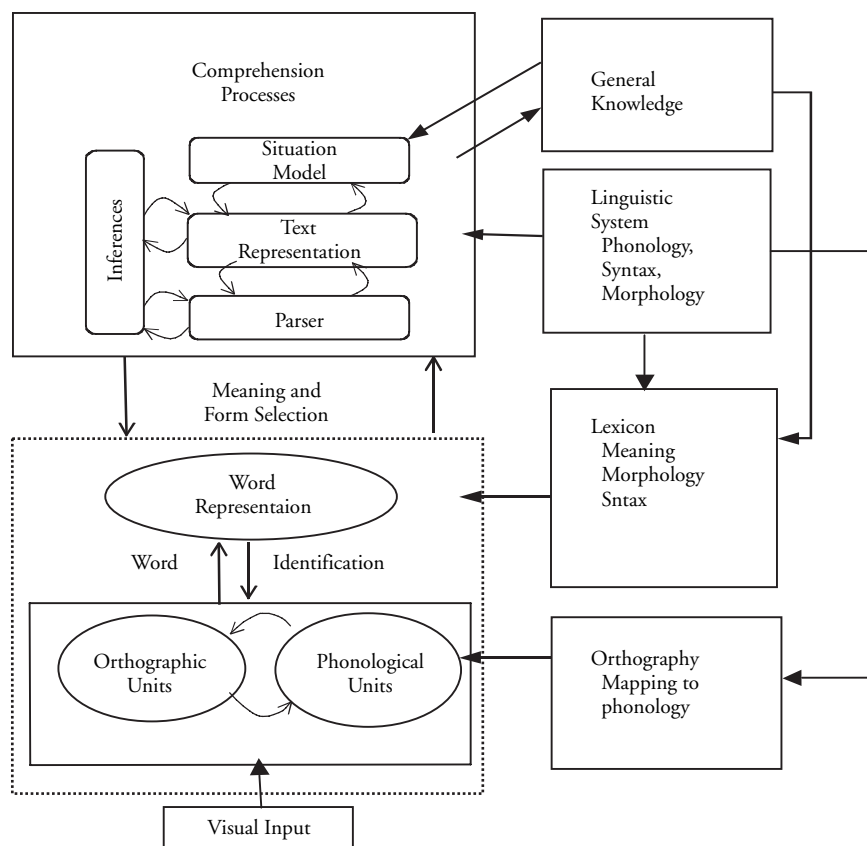 Comprehension
Processes
General
Knowledge
Situation
Model
Inferences
Text
Representation
Parser
Linguistic
System
Phonology,
Syntax,
Morphology
Meaning and
Form Selection
Lexicon
Meaning
Morphology
Sntax
Word
Representaion
Word
Identification
Orthographic
Units
Phonological
Units
Orthography
Mapping to
phonology
Visual Input